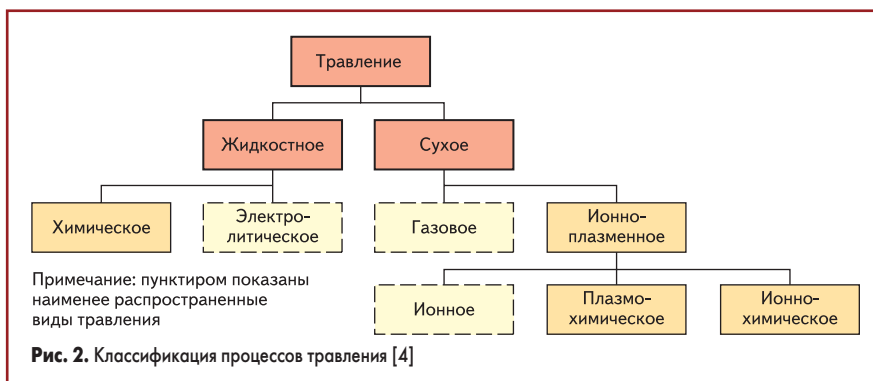 Травление
Жидкостное
Сухое
Химическое
Электро-
литическое
Газовое
Ионно-
плазменное
Ионное
Плазмо-
химическое
Ионно-
химическое
Примечание: пунктиром показаны
наименее распространенные
виды травления
Рис. 2. Классификация процессов травления [4]